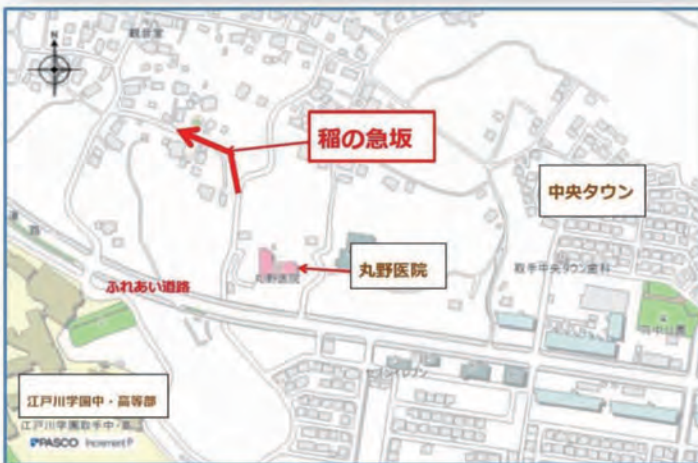 観音堂
N
稲の急坂
中央タウン
丸野医院
丸野医院
取手中央タウン歯科
ふれあい道路
江戸川学園中・高等部
江戸川学園取手中・高
PASCO Increment P